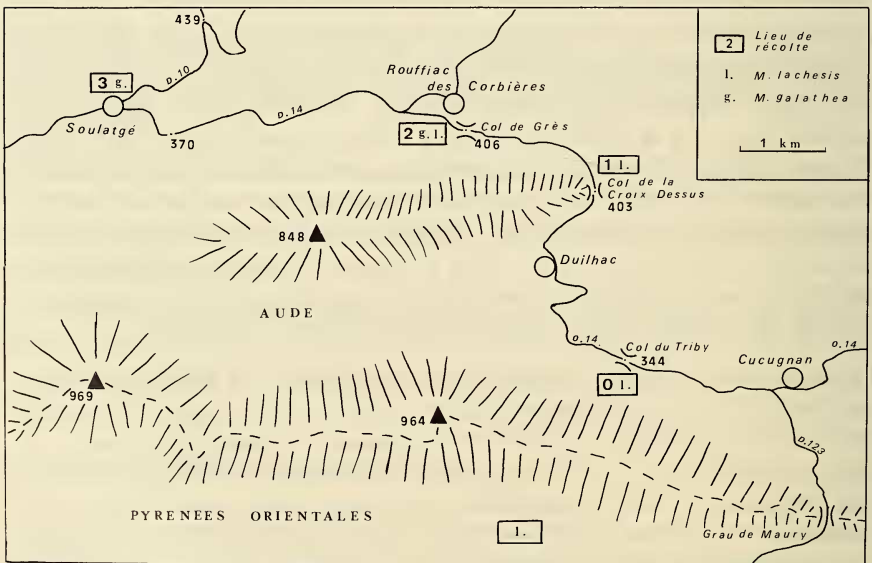 439
2 Lieu de
récolte
l. M. lachesis
g. M. galathea
1 km
3 g.
D.10
Rouffiac
des Corbières
Soulatgé
D.14
370
2 g.l.
Col de Grès
406
1 l.
Col de la
Croix Dessus
403
848
Duilhac
AUDE
D.14
Col du Triby
344
Cucugnan
D.14
0 l.
969
964
D.123
PYRENEES ORIENTALES
l.
Grau de Maury